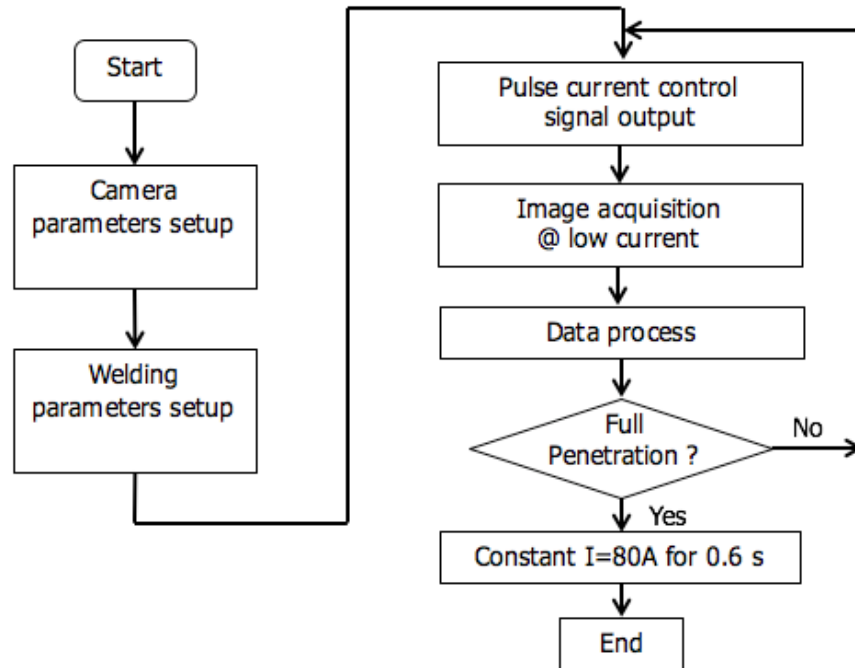 Start
Camera
parameters setup
Welding
parameters setup
Pulse current control
signal output
Image acquisition
@ low current
Data process
Full
Penetration ?
No
Yes
Constant I=80A for 0.6 s
End